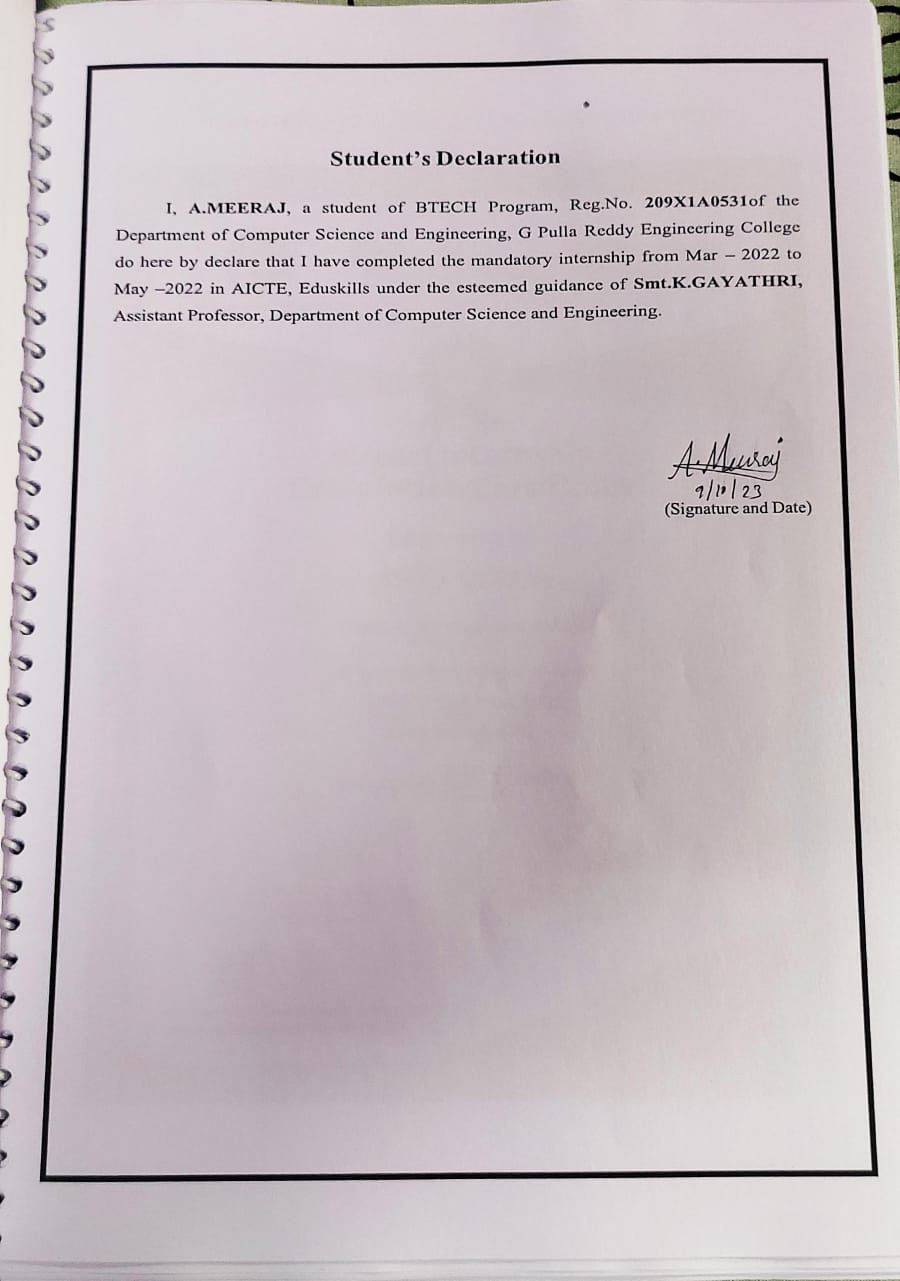 Student's Declaration
I, A.MEERAJ, a student of BTECH Program, Reg.No. 209X1A0531of the
Department of Computer Science and Engineering, G Pulla Reddy Engineering College
do here by declare that I have completed the mandatory internship from Mar – 2022 to
May –2022 in AICTE, Eduskills under the esteemed guidance of Smt.K.GAYATHRI,
Assistant Professor, Department of Computer Science and Engineering.
A.Meeraj
9/10/23
(Signature and Date)